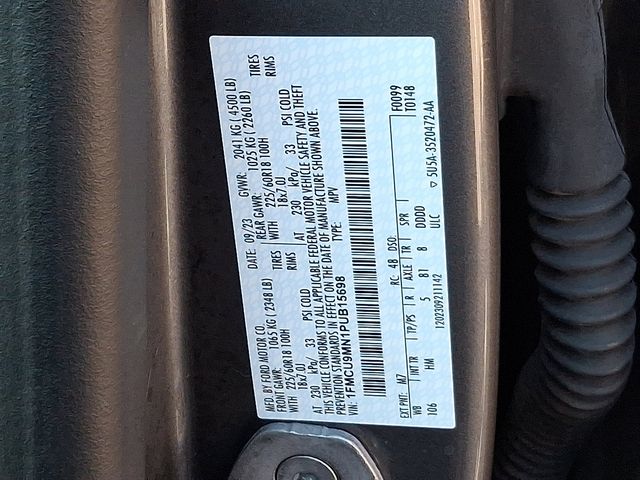 MFD. BY FORD MOTOR CO. DATE: 09/23 GVWR: 2041 KG ( 4500 LB)
FRONT GAWR: 1065 KG ( 2348 LB) REAR GAWR: 1025 KG ( 2260 LB)
WITH 225/60R18 100H TIRES WITH 225/60R18 100H TIRES
18x7.0J RIMS 18x7.0J RIMS
AT 230 kPa/ 33 PSI COLD AT 230 kPa/ 33 PSI COLD
THIS VEHICLE CONFORMS TO ALL APPLICABLE FEDERAL MOTOR VEHICLE SAFETY AND THEFT
PREVENTION STANDARDS IN EFFECT ON THE DATE OF MANUFACTURE SHOWN ABOVE.
VIN: 1FMCU9MN1PUB15698 TYPE: MPV
F0099
T0148
EXT PNT: M7 RC: 48 DSO:
WB INT TR TP/PS R AXLE TR SPR
106 HM 5 81 8 DDDD
ULC
1202309211142 5U5A-3520472-AA